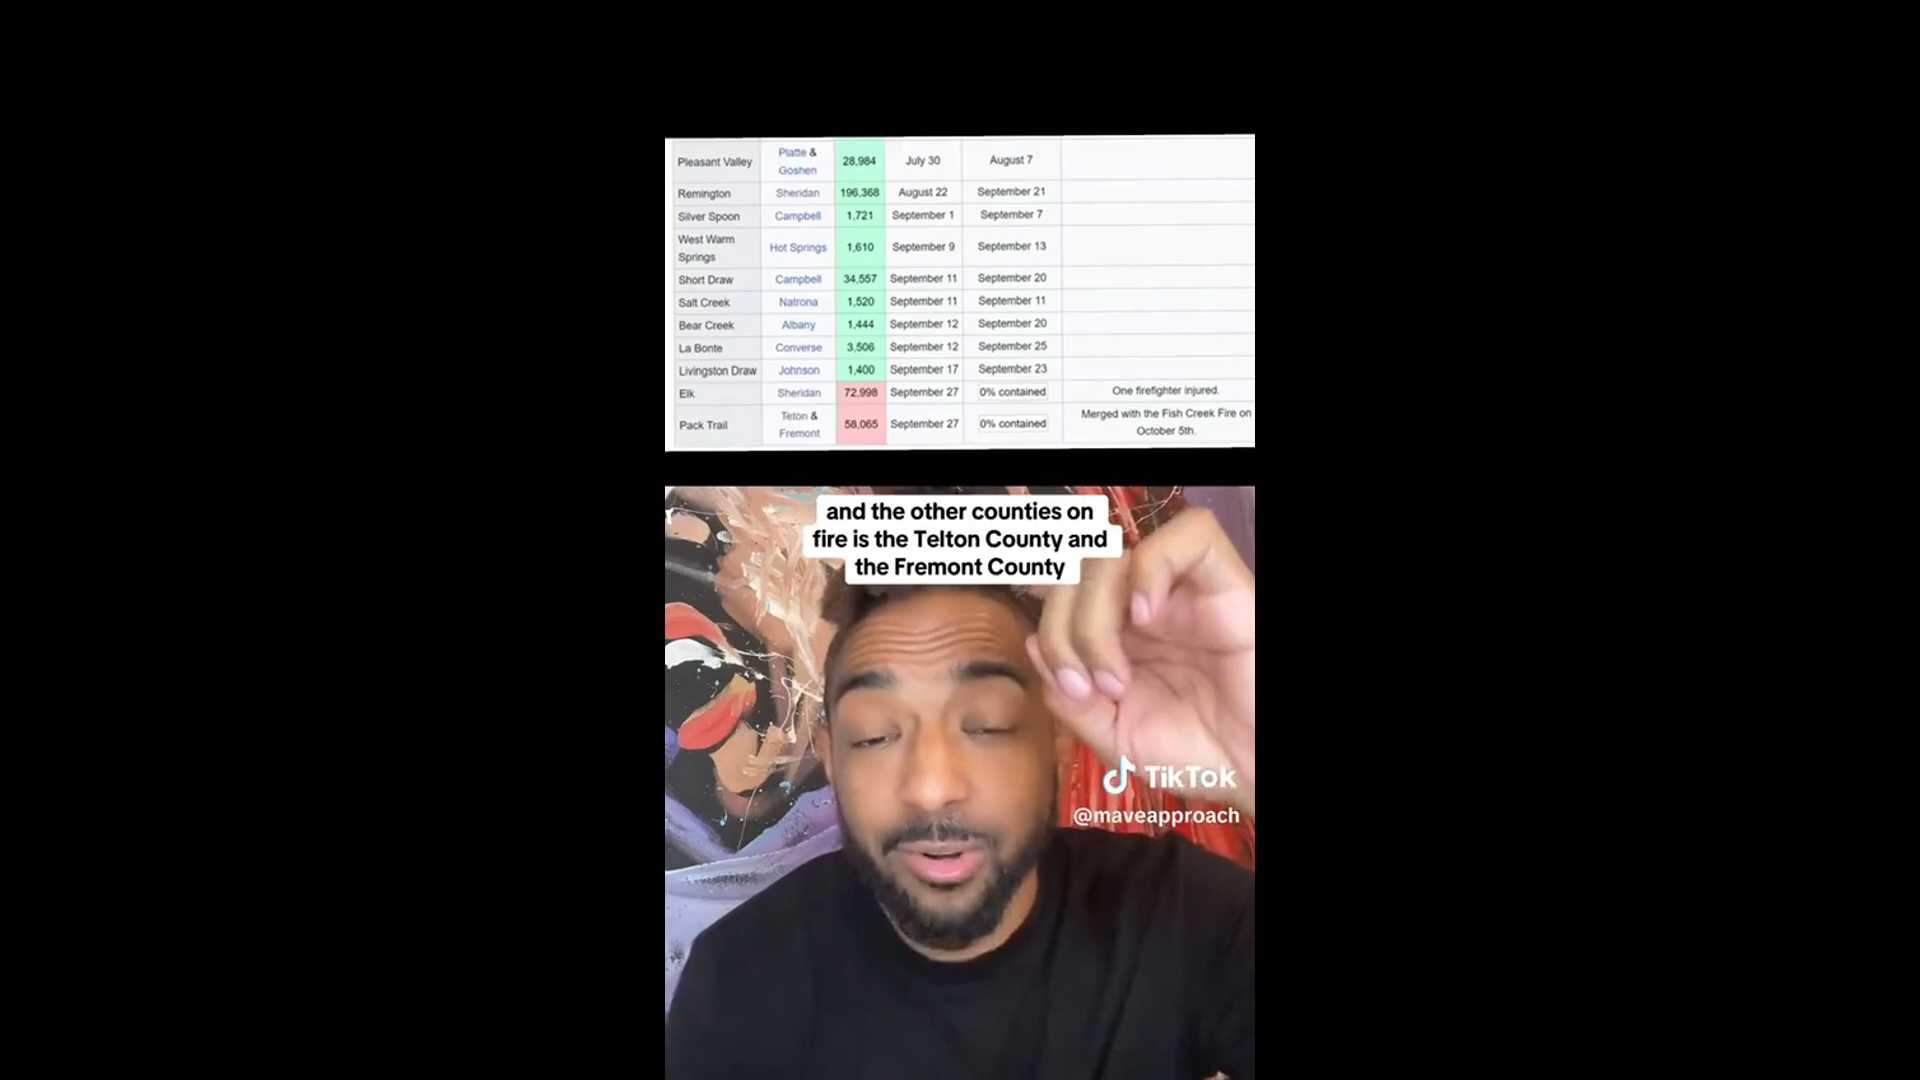 Pleasant Valley Platte & Goshen 28,984 July 30 August 7
Remington Sheridan 196,368 August 22 September 21
Silver Spoon Campbell 1,721 September 1 September 7
West Warm Springs Hot Springs 1,610 September 9 September 13
Short Draw Campbell 34,557 September 11 September 20
Salt Creek Natrona 1,520 September 11 September 11
Bear Creek Albany 1,444 September 12 September 20
La Bonte Converse 3,506 September 12 September 25
Livingston Draw Johnson 1,400 September 17 September 23
Elk Sheridan 72,998 September 27 0% contained One firefighter injured.
Pack Trail Teton & Fremont 58,065 September 27 0% contained Merged with the Fish Creek Fire on October 5th.
and the other counties on
fire is the Telton County and
the Fremont County
TikTok
@maveapproach